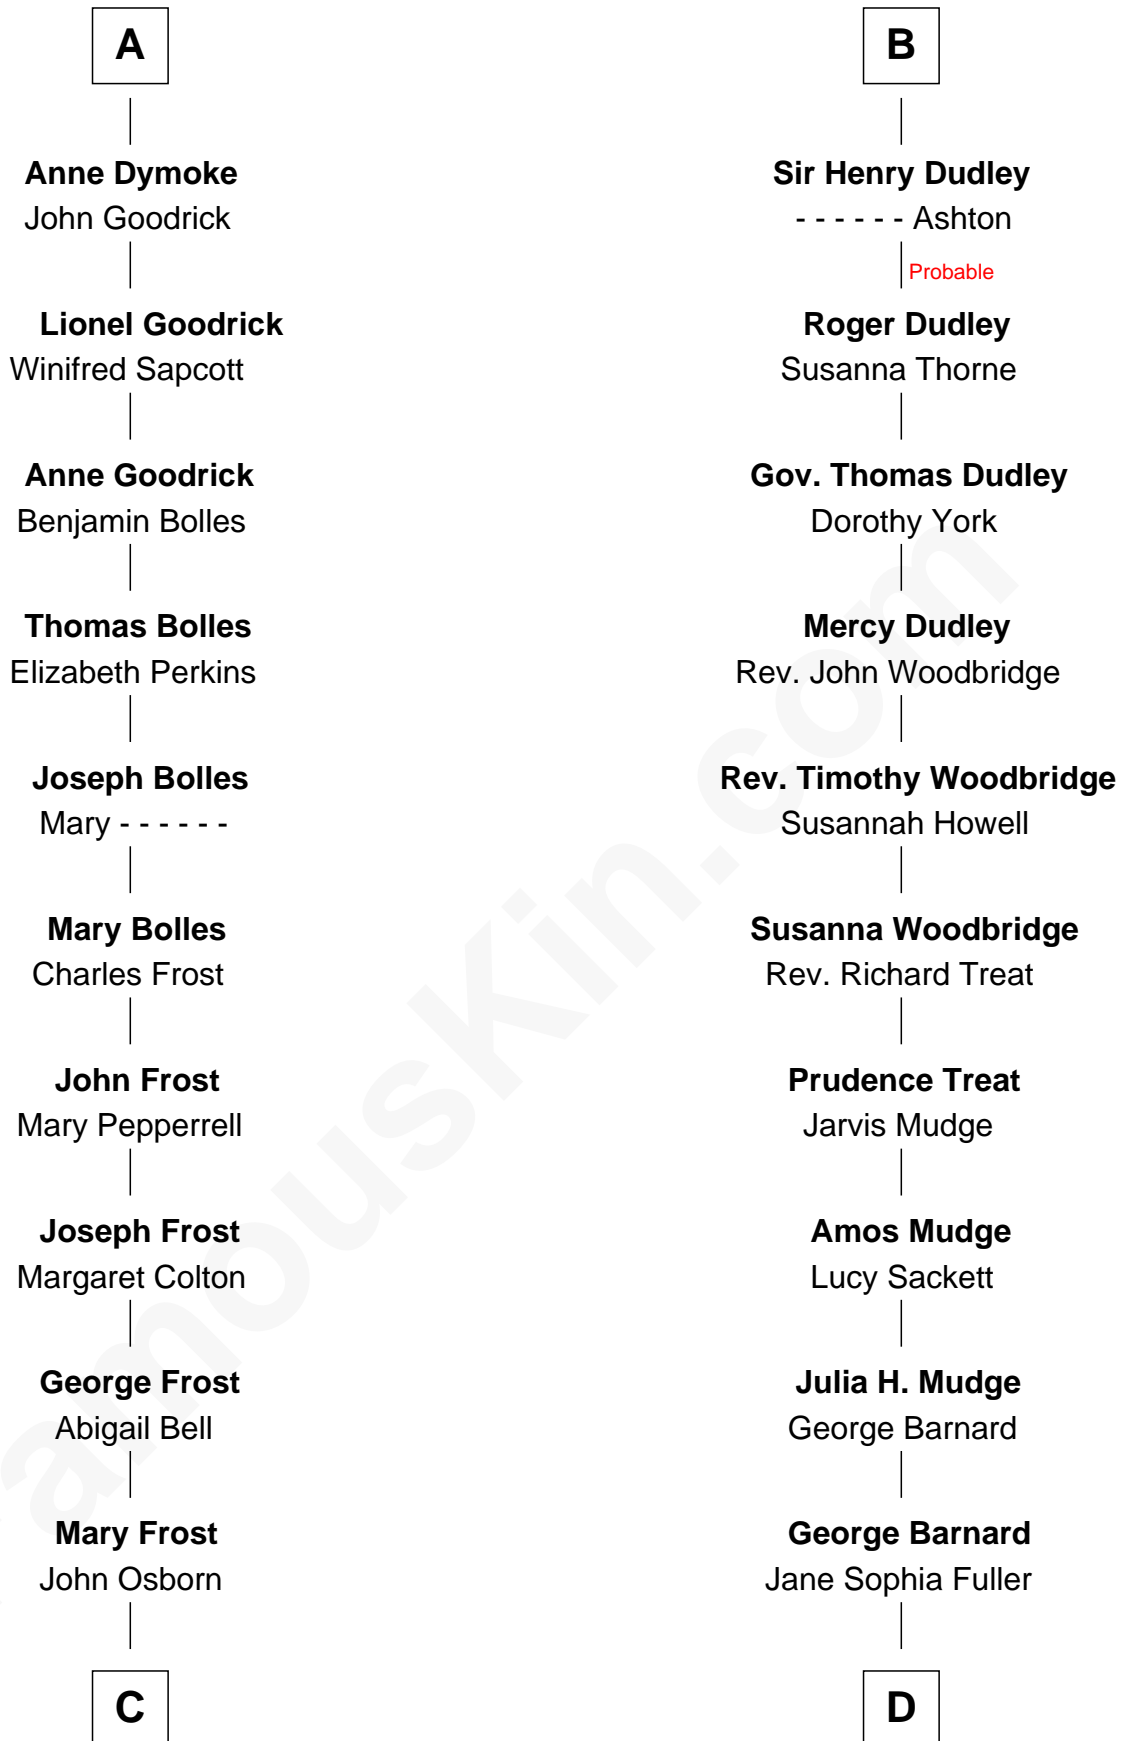 A
Anne Dymoke
John Goodrick
Lionel Goodrick
Winifred Sapcott
Anne Goodrick
Benjamin Bolles
Thomas Bolles
Elizabeth Perkins
Joseph Bolles
Mary - - - - - -
Mary Bolles
Charles Frost
John Frost
Mary Pepperrell
Joseph Frost
Margaret Colton
George Frost
Abigail Bell
Mary Frost
John Osborn
C
B
Sir Henry Dudley
- - - - - - Ashton
Probable
Roger Dudley
Susanna Thorne
Gov. Thomas Dudley
Dorothy York
Mercy Dudley
Rev. John Woodbridge
Rev. Timothy Woodbridge
Susannah Howell
Susanna Woodbridge
Rev. Richard Treat
Prudence Treat
Jarvis Mudge
Amos Mudge
Lucy Sackett
Julia H. Mudge
George Barnard
George Barnard
Jane Sophia Fuller
D
amouskin.com